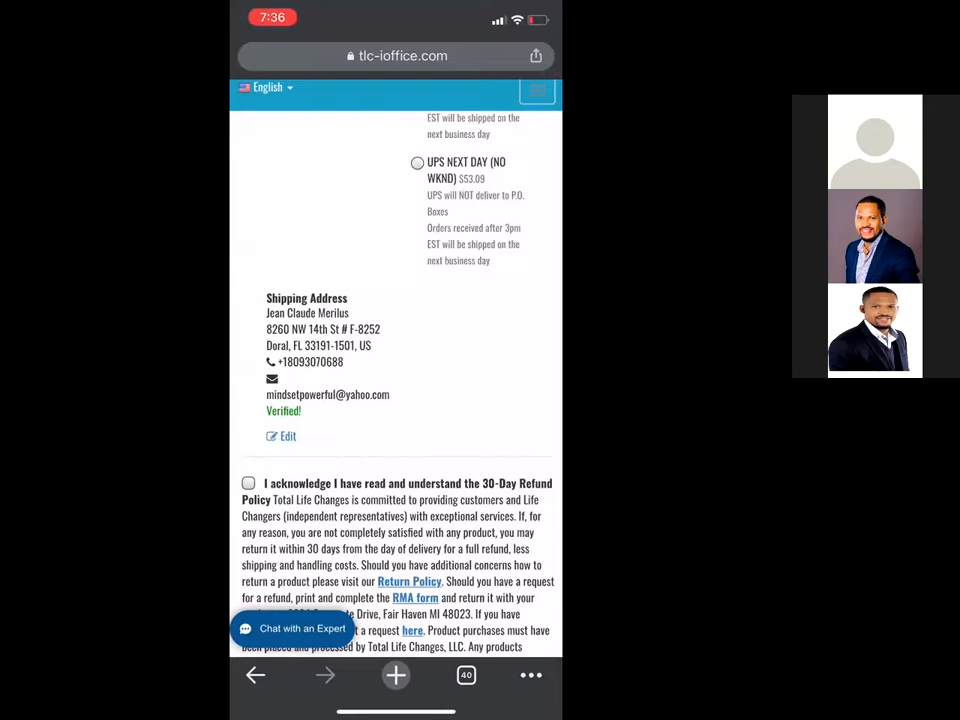 7:36
tlc-ioffice.com
English
EST will be shipped on the
next business day
UPS NEXT DAY (NO
WKND) $53.09
UPS will NOT deliver to P.O.
Boxes
Orders received after 3pm
EST will be shipped on the
next business day
Shipping Address
Jean Claude Merilus
8260 NW 14th St # F-8252
Doral, FL 33191-1501, US
+18093070688
mindsetpowerful@yahoo.com
Verified!
Edit
I acknowledge I have read and understand the 30-Day Refund
Policy Total Life Changes is committed to providing customers and Life
Changers (independent representatives) with exceptional services. If, for
any reason, you are not completely satisfied with any product, you may
return it within 30 days from the day of delivery for a full refund, less
shipping and handling costs. Should you have additional concerns how to
return a product please visit our Return Policy. Should you have a request
for a refund, print and complete the RMA form and return it with your
Drive, Fair Haven MI 48023. If you have
Chat with an Expert
a request here. Product purchases must have
been placed and processed by Total Life Changes, LLC. Any products
40